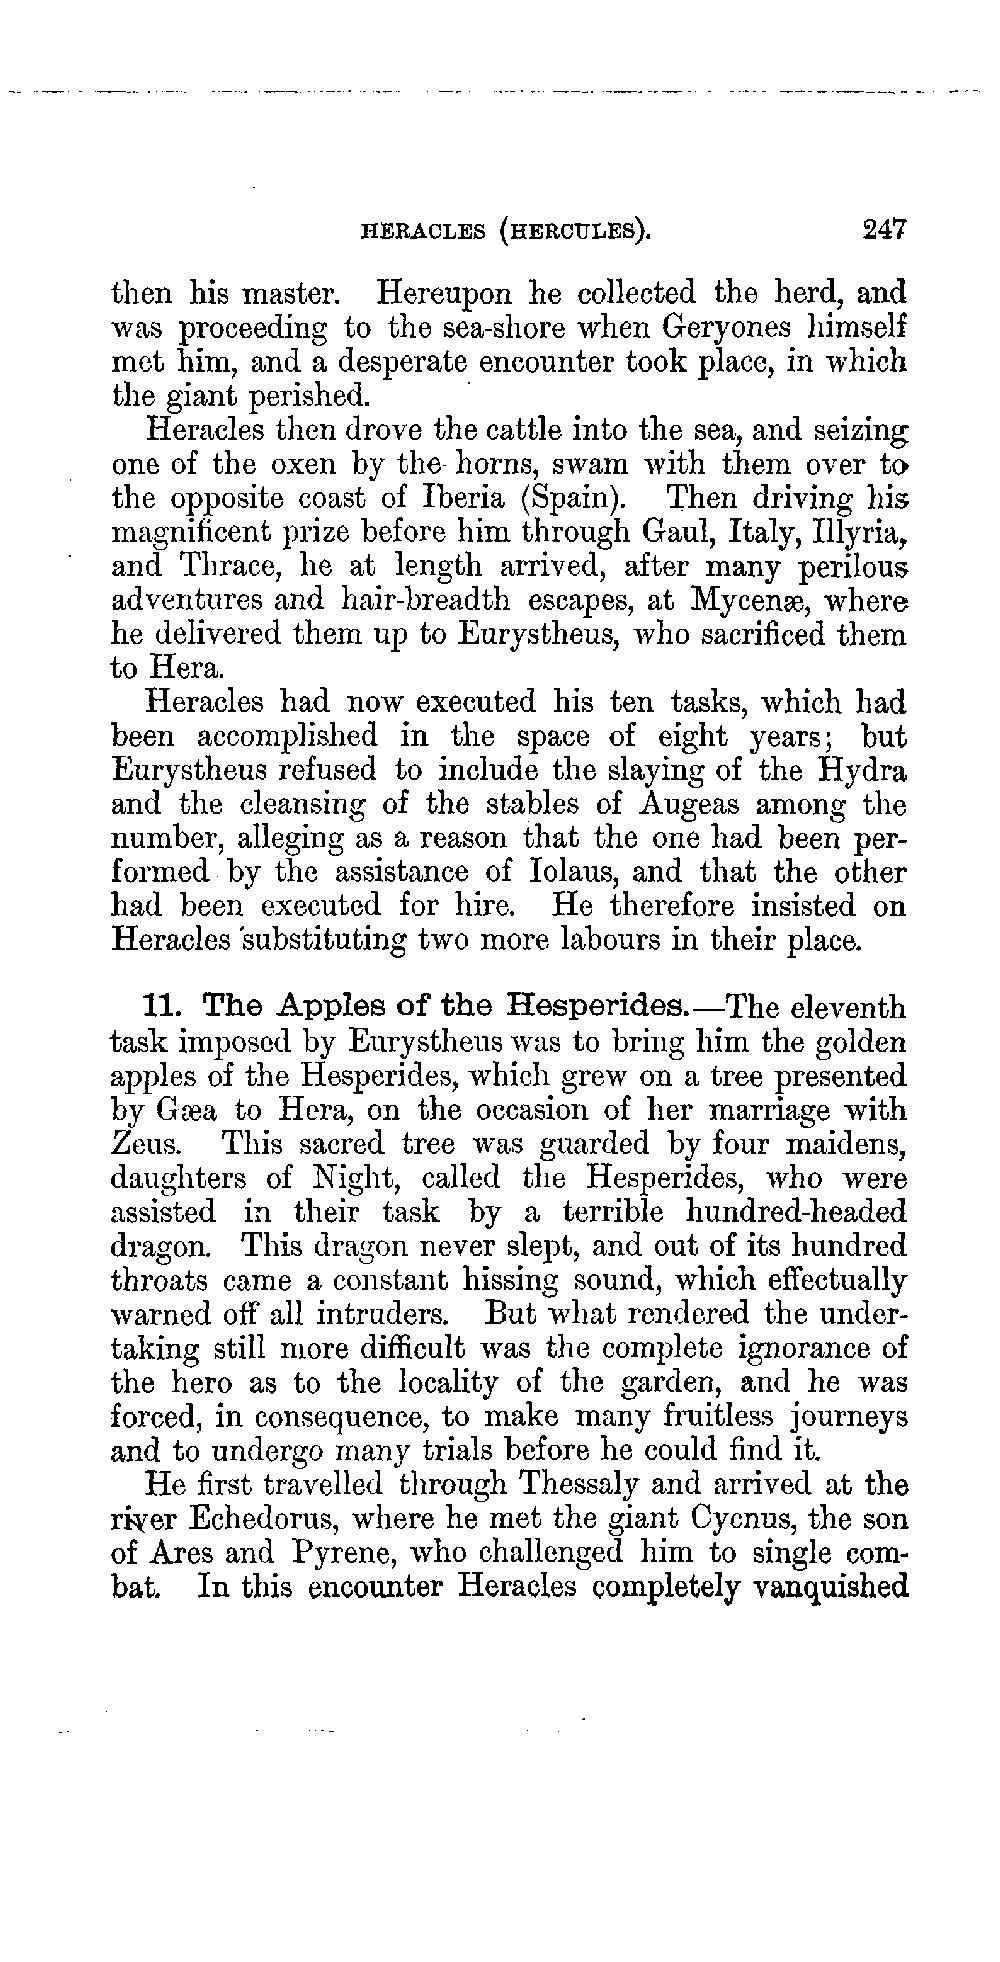 HERACLES (HERCULES). 247
then his master. Hereupon he collected the herd, and
was proceeding to the sea-shore when Geryones himself
met him, and a desperate encounter took place, in which
the giant perished.
Heracles then drove the cattle into the sea, and seizing
one of the oxen by the horns, swam with them over to
the opposite coast of Iberia (Spain). Then driving his
magnificent prize before him through Gaul, Italy, Illyria,
and Thrace, he at length arrived, after many perilous
adventures and hair-breadth escapes, at Mycenæ, where
he delivered them up to Eurystheus, who sacrificed them
to Hera.
Heracles had now executed his ten tasks, which had
been accomplished in the space of eight years; but
Eurystheus refused to include the slaying of the Hydra
and the cleansing of the stables of Augeas among the
number, alleging as a reason that the one had been per-
formed by the assistance of Iolaus, and that the other
had been executed for hire. He therefore insisted on
Heracles substituting two more labours in their place.
11. The Apples of the Hesperides.—The eleventh
task imposed by Eurystheus was to bring him the golden
apples of the Hesperides, which grew on a tree presented
by Gæa to Hera, on the occasion of her marriage with
Zeus. This sacred tree was guarded by four maidens,
daughters of Night, called the Hesperides, who were
assisted in their task by a terrible hundred-headed
dragon. This dragon never slept, and out of its hundred
throats came a constant hissing sound, which effectually
warned off all intruders. But what rendered the under-
taking still more difficult was the complete ignorance of
the hero as to the locality of the garden, and he was
forced, in consequence, to make many fruitless journeys
and to undergo many trials before he could find it.
He first travelled through Thessaly and arrived at the
river Echedorus, where he met the giant Cycnus, the son
of Ares and Pyrene, who challenged him to single com-
bat. In this encounter Heracles completely vanquished